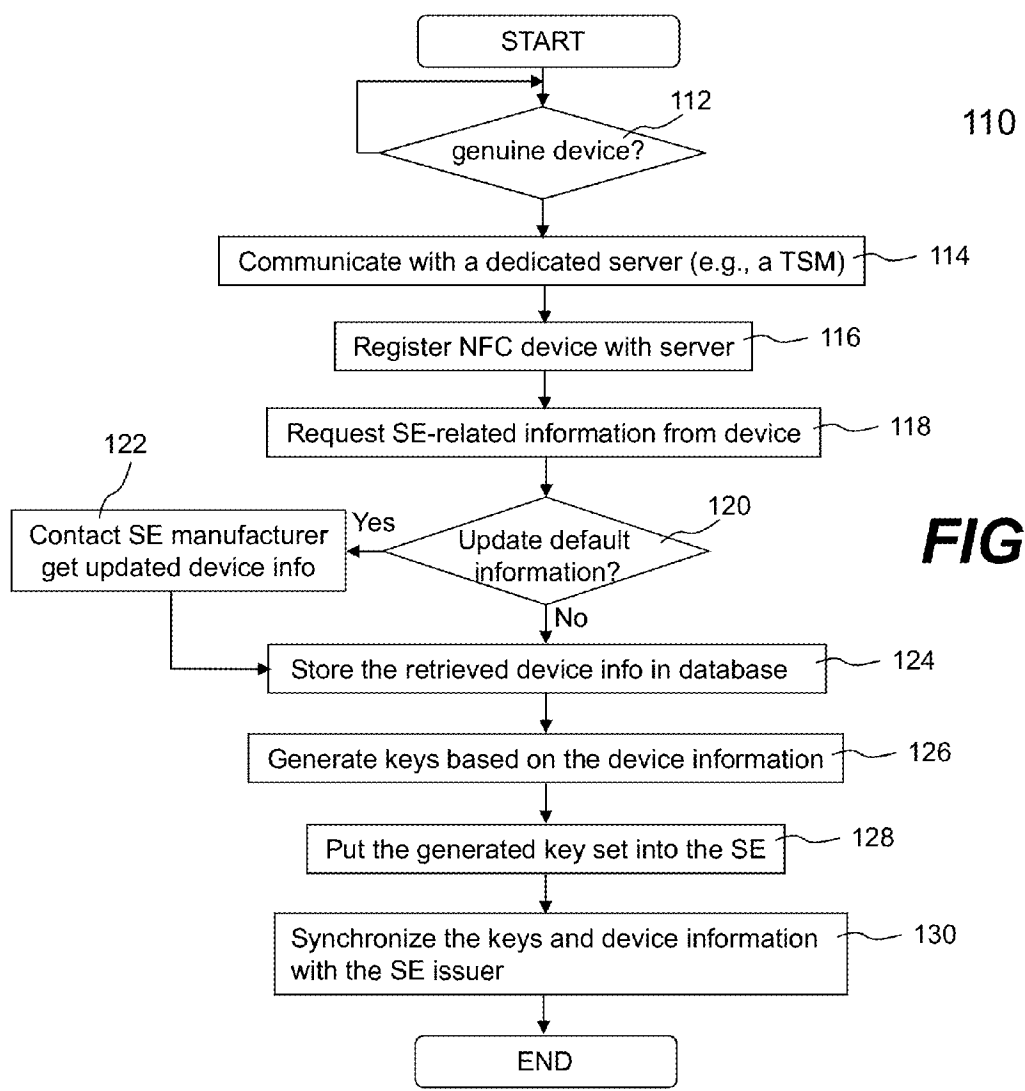 START
112
110
genuine device?
Communicate with a dedicated server (e.g., a TSM)
114
Register NFC device with server
116
Request SE-related information from device
118
122
120
Yes
Contact SE manufacturer
get updated device info
Update default
information?
FIG
No
Store the retrieved device info in database
124
Generate keys based on the device information
126
Put the generated key set into the SE
128
Synchronize the keys and device information
with the SE issuer
130
END